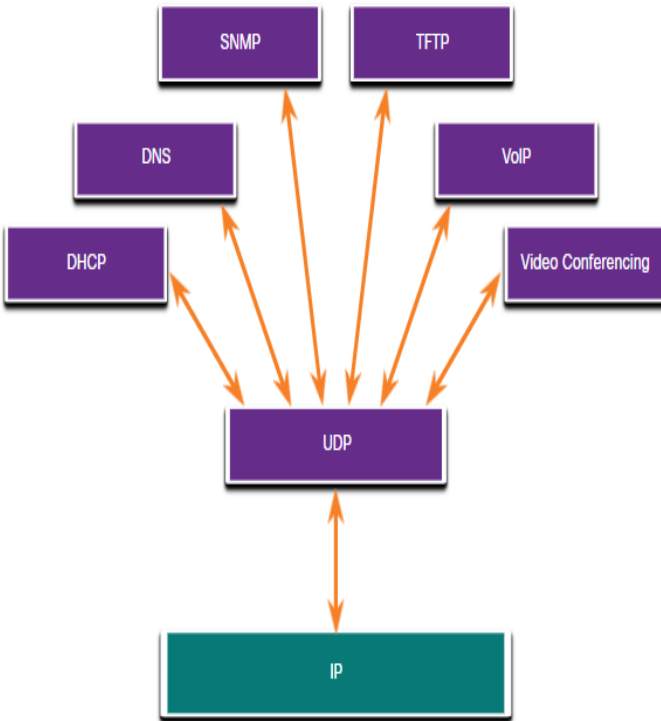 SNMP
TFTP
DNS
VoIP
DHCP
Video Conferencing
UDP
IP